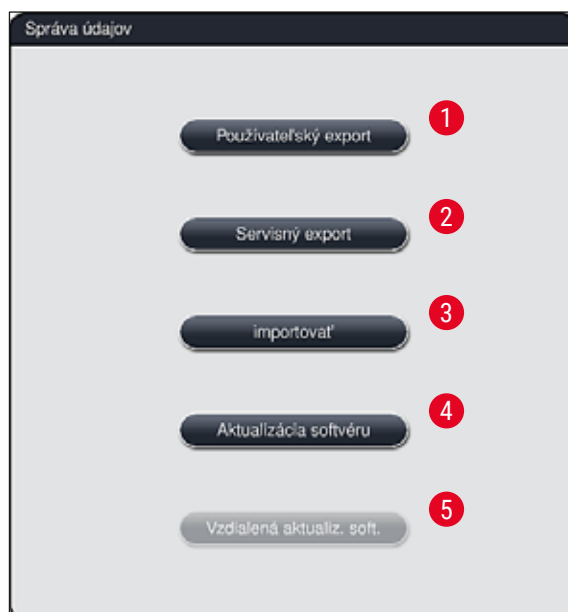 Správa údajov
Používateľský export
1
Servisný export
2
importovať
3
Aktualizácia softvéru
4
Vzdialená aktualiz. soft.
5